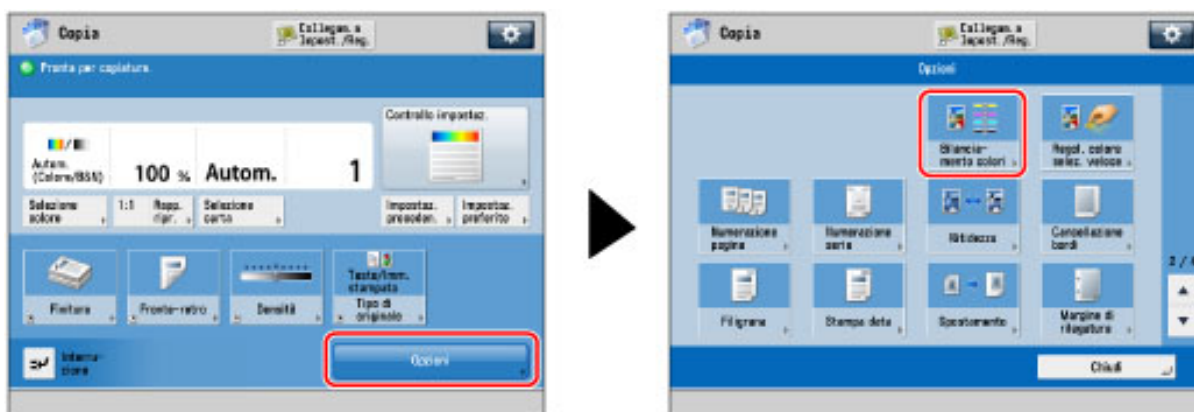 Copia
Collegam. a
Impost./Reg.
Pronta per copiatura.
Controllo impostaz.
Autom.
(Colore/B&N)
100 %
Autom.
1
Selezione
colore
1:1
Rapp.
ripr.
Selezione
carta
Impostaz.
preceden.
Impostaz.
preferite
Finitura
Fronte-retro
Densità
Testo/Imm.
stampata
Tipo di
originale
Interru-
zione
Opzioni
Copia
Collegam. a
Impost./Reg.
Opzioni
Bilancia-
mento colori
Regol. colore
selez. veloce
Numerazione
pagine
Numerazione
serie
Nitidezza
Cancellazione
bordi
2/
Filigrana
Stampa data
Spostamento
Margine di
rilegatura
Chiudi